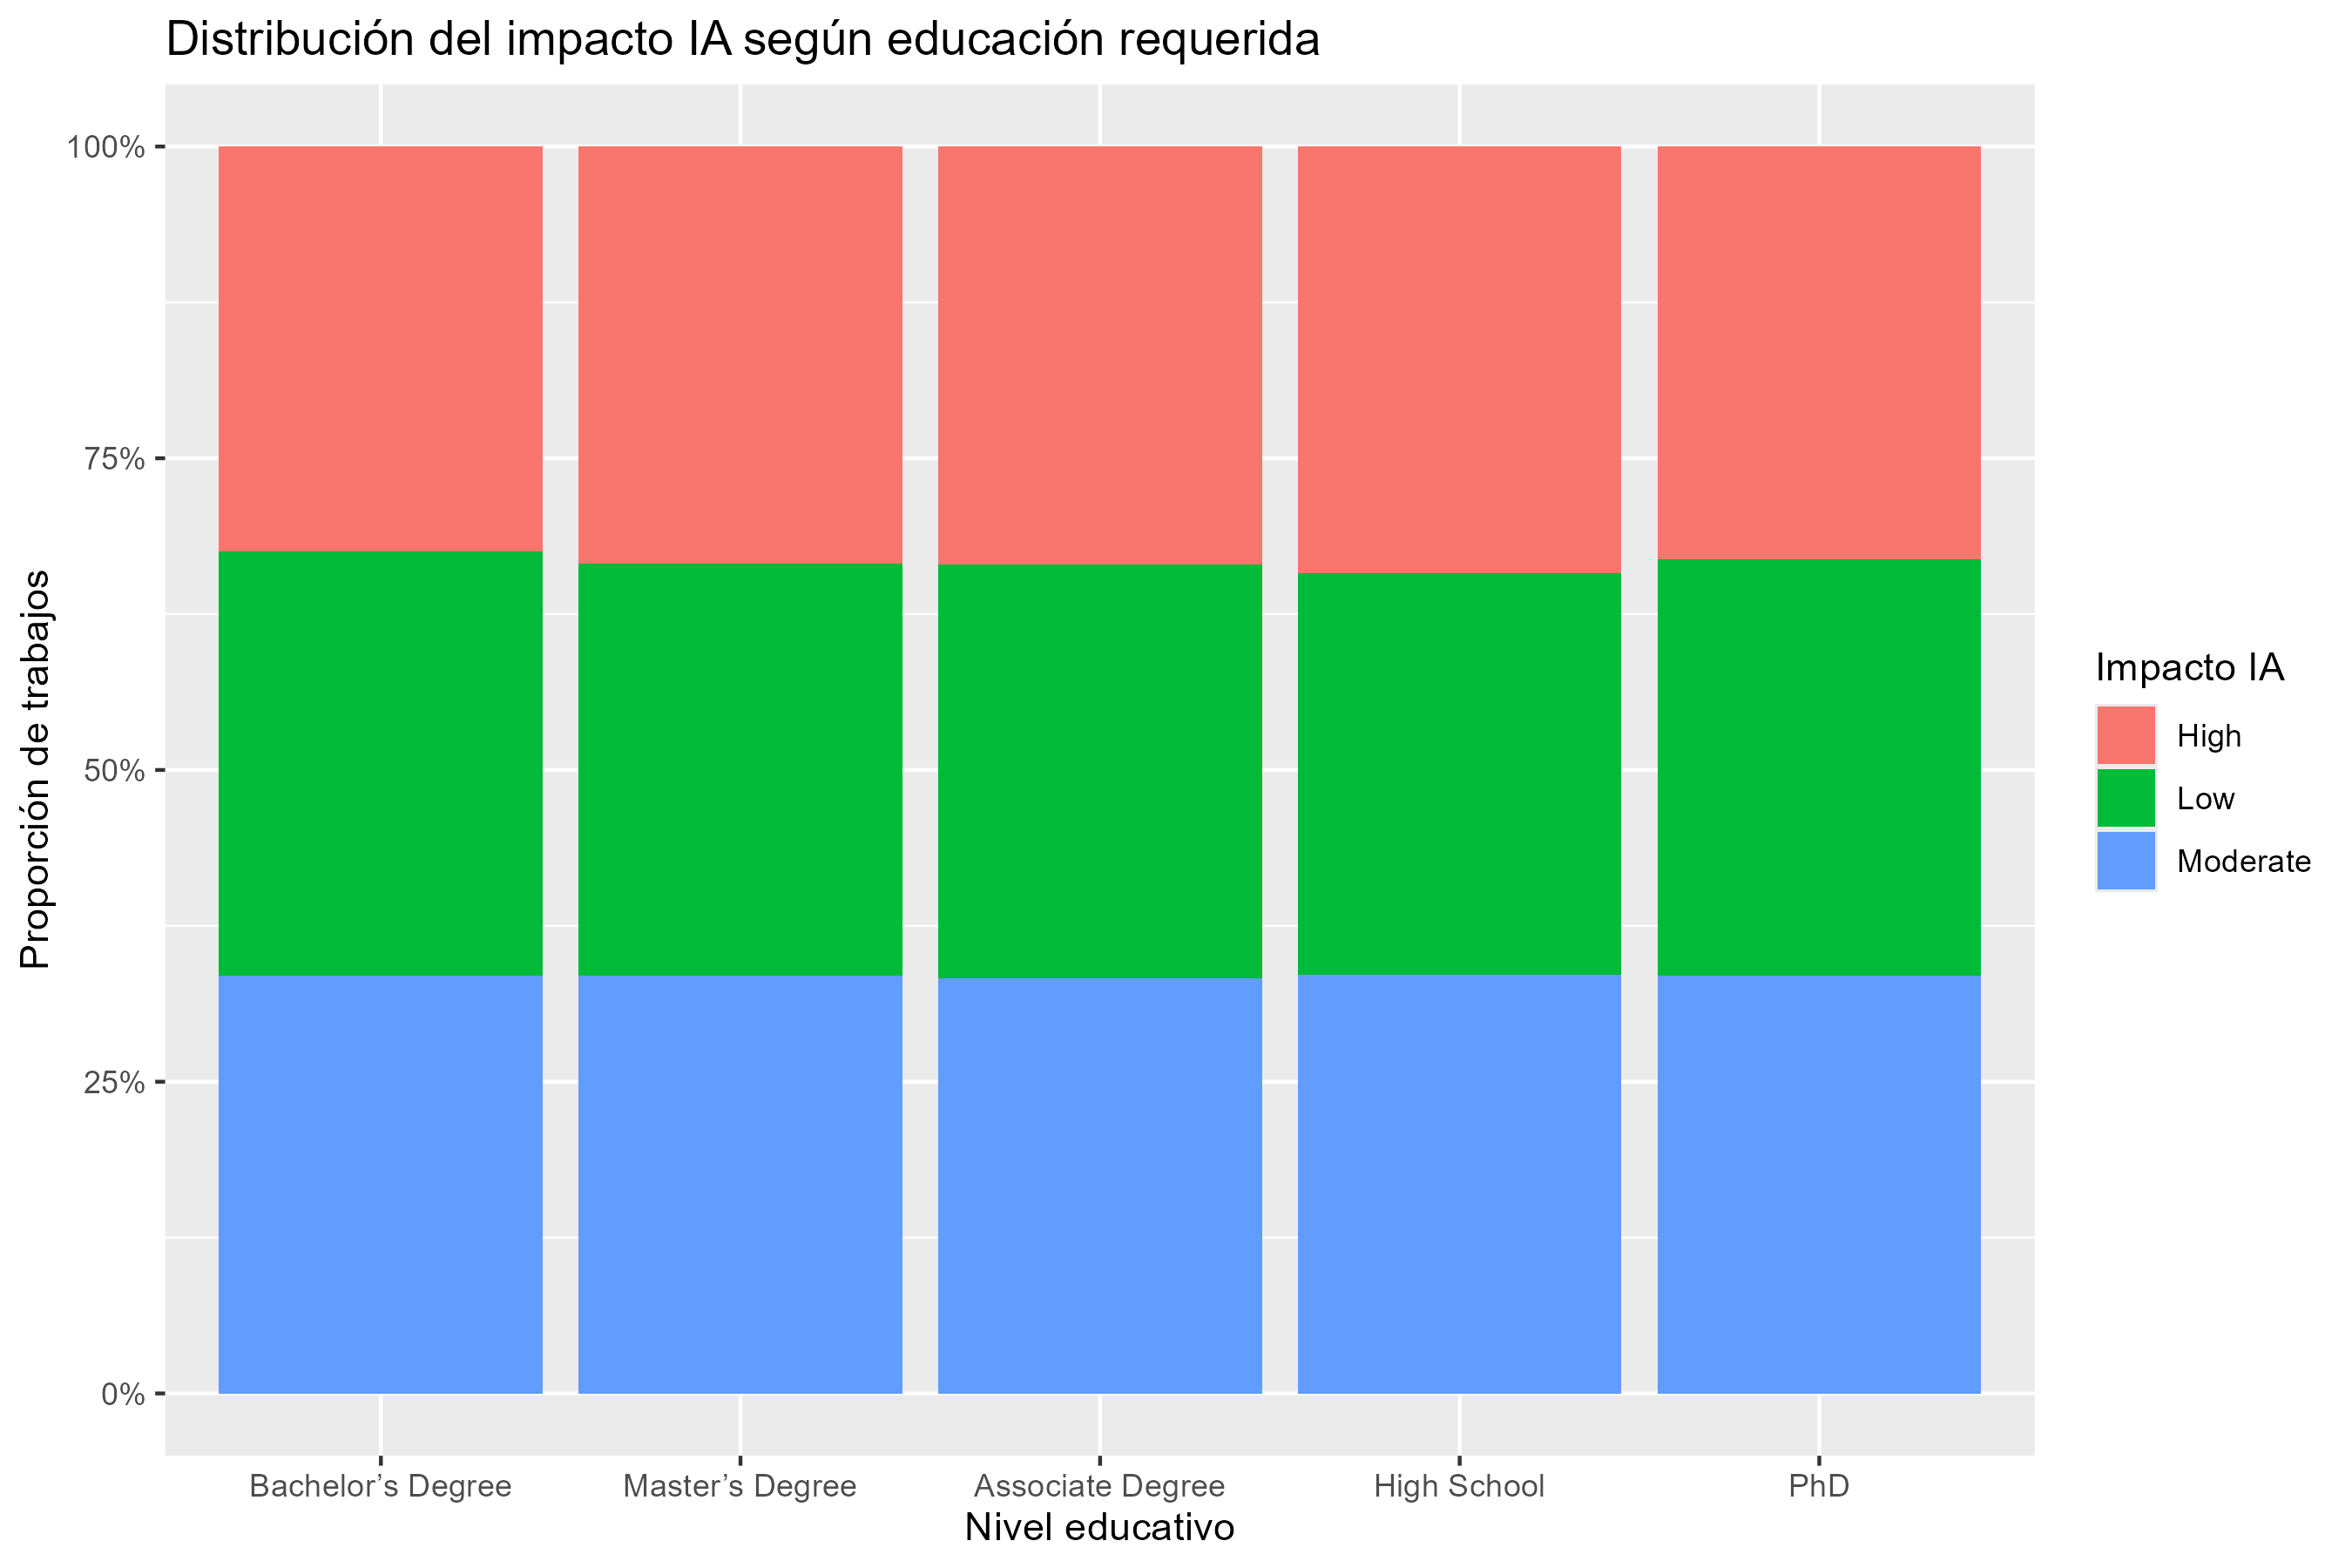 Distribución del impacto IA según educación requerida
100%
75%
50%
25%
0%
Proporción de trabajos
Bachelor’s Degree
Master’s Degree
Associate Degree
High School
PhD
Nivel educativo
Impacto IA
High
Low
Moderate